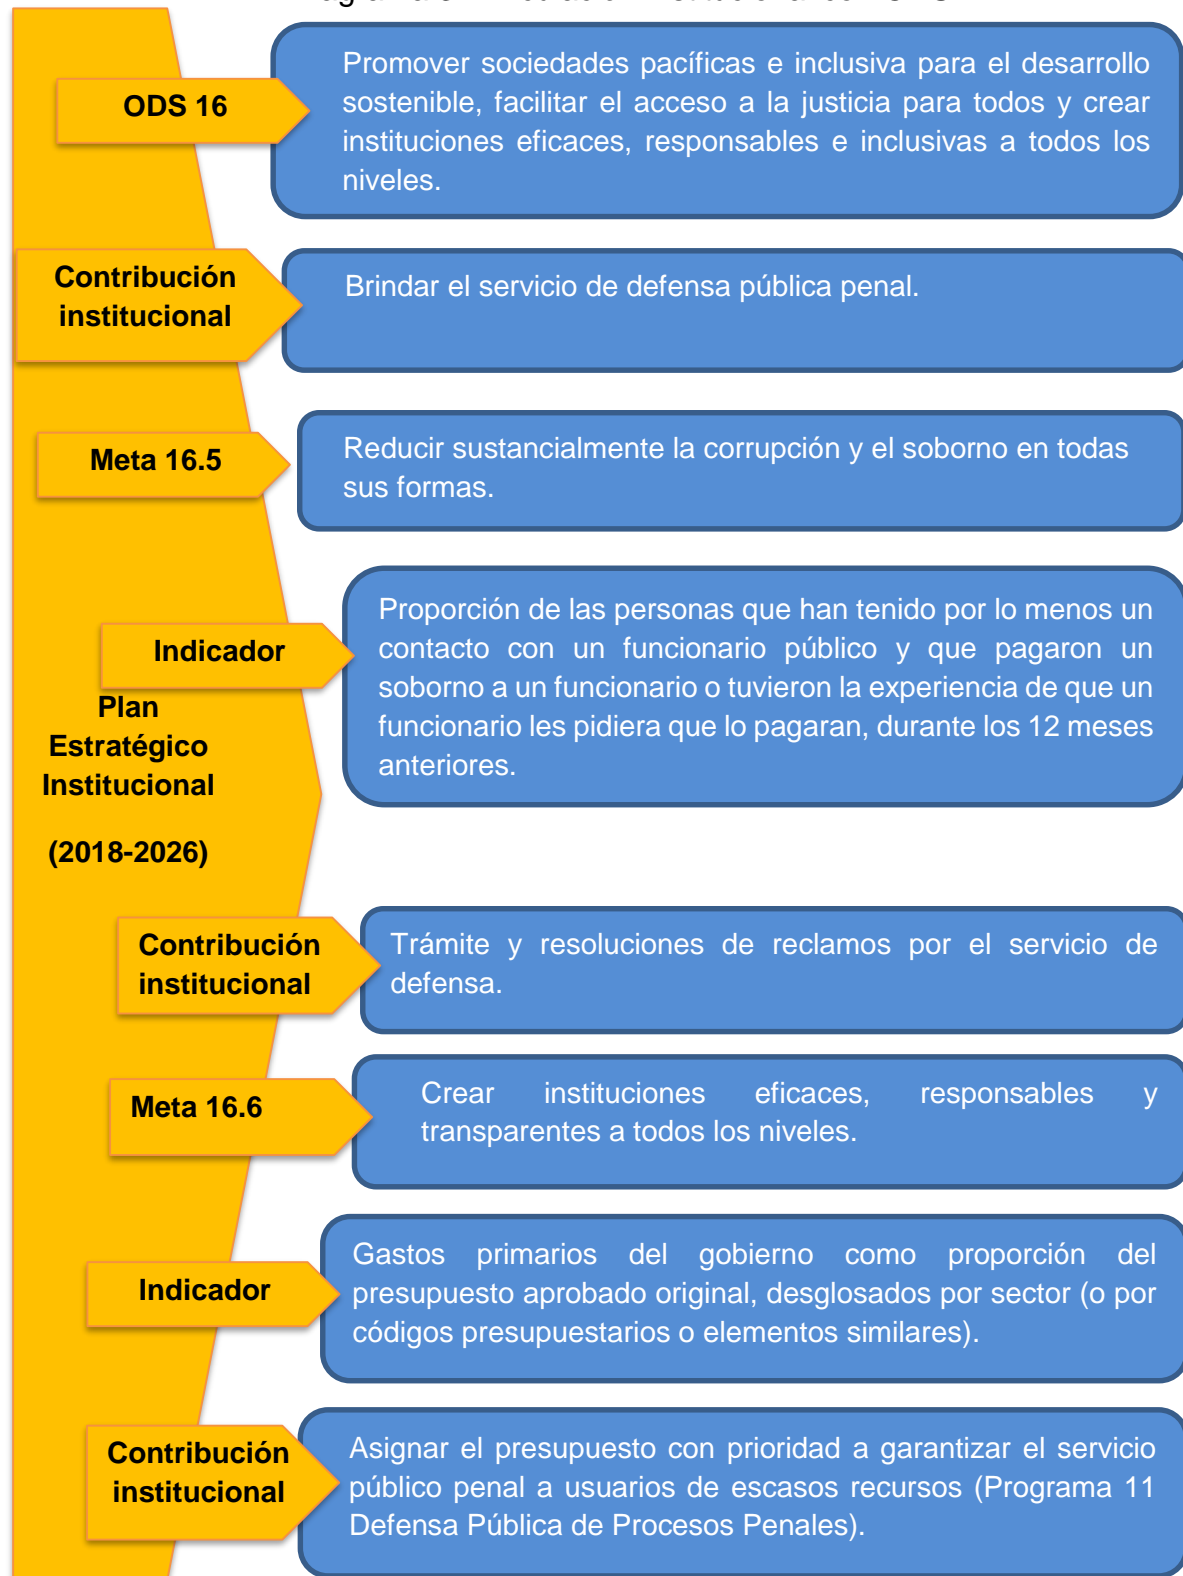 ODS 16
Promover sociedades pacíficas e inclusiva para el desarrollo
sostenible, facilitar el acceso a la justicia para todos y crear
instituciones eficaces, responsables e inclusivas a todos los
niveles.
Contribución
institucional
Brindar el servicio de defensa pública penal.
Meta 16.5
Reducir sustancialmente la corrupción y el soborno en todas
sus formas.
Indicador
Proporción de las personas que han tenido por lo menos un
contacto con un funcionario público y que pagaron un
soborno a un funcionario o tuvieron la experiencia de que un
funcionario les pidiera que lo pagaran, durante los 12 meses
anteriores.
Plan
Estratégico
Institucional
(2018-2026)
Contribución
institucional
Trámite y resoluciones de reclamos por el servicio de
defensa.
Meta 16.6
Crear instituciones eficaces, responsables y
transparentes a todos los niveles.
Indicador
Gastos primarios del gobierno como proporción del
presupuesto aprobado original, desglosados por sector (o por
códigos presupuestarios o elementos similares).
Contribución
institucional
Asignar el presupuesto con prioridad a garantizar el servicio
público penal a usuarios de escasos recursos (Programa 11
Defensa Pública de Procesos Penales).